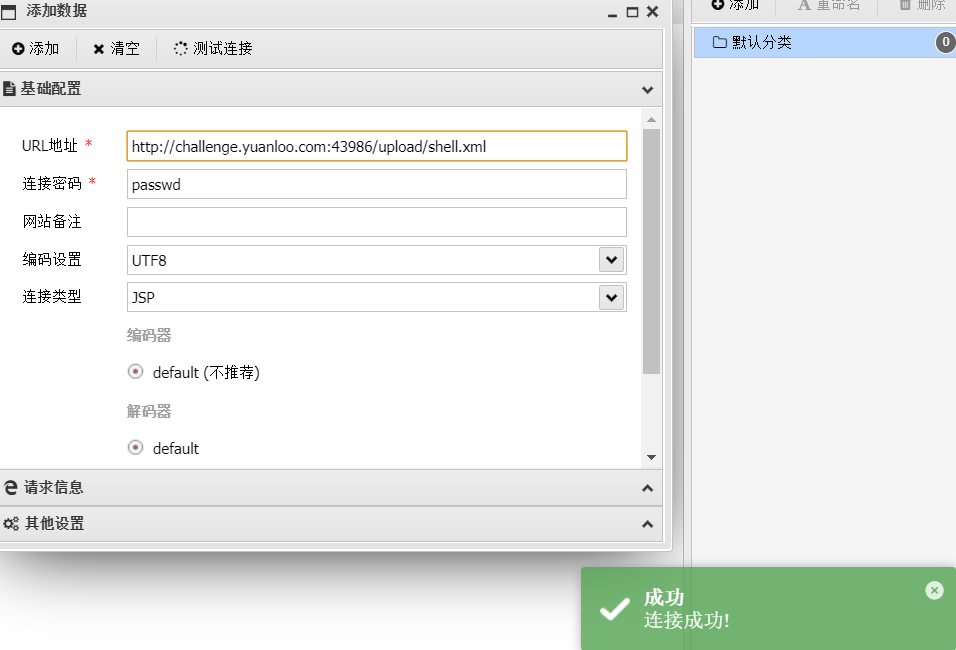 添加数据
添加 清空 测试连接
基础配置
URL地址 * http://challenge.yuanloo.com:43986/upload/shell.xml
连接密码 * passwd
网站备注
编码设置 UTF8
连接类型 JSP
编码器
default (不推荐)
解码器
default
请求信息
其他设置
添加 A 重命名 删除
默认分类 0
成功
连接成功!